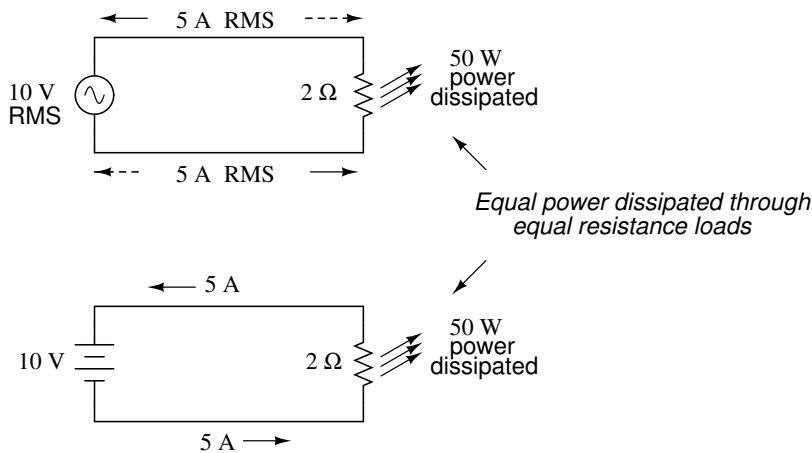 5 A RMS
10 V
RMS
2 Ω
50 W
power
dissipated
5 A RMS
Equal power dissipated through
equal resistance loads
5 A
10 V
2 Ω
50 W
power
dissipated
5 A